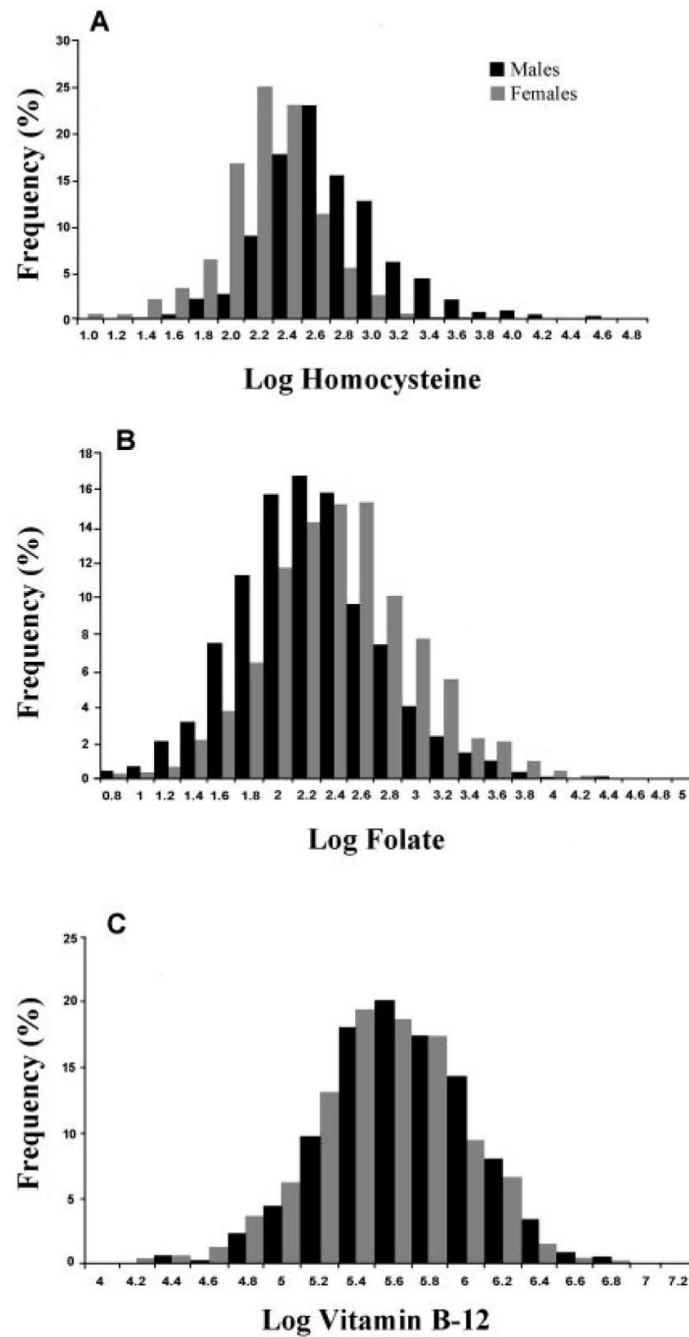 A
30
25
20
15
10
5
0
Frequency (%)
Males
Females
1.0 1.2 1.4 1.6 1.8 2.0 2.2 2.4 2.6 2.8 3.0 3.2 3.4 3.6 3.8 4.0 4.2 4.4 4.6 4.8
Log Homocysteine
B
18
16
14
12
10
8
6
4
2
0
Frequency (%)
0.8 1 1.2 1.4 1.6 1.8 2 2.2 2.4 2.6 2.8 3 3.2 3.4 3.6 3.8 4 4.2 4.4 4.6 4.8 5
Log Folate
C
25
20
15
10
5
0
Frequency (%)
4 4.2 4.4 4.6 4.8 5 5.2 5.4 5.6 5.8 6 6.2 6.4 6.6 6.8 7 7.2
Log Vitamin B-12